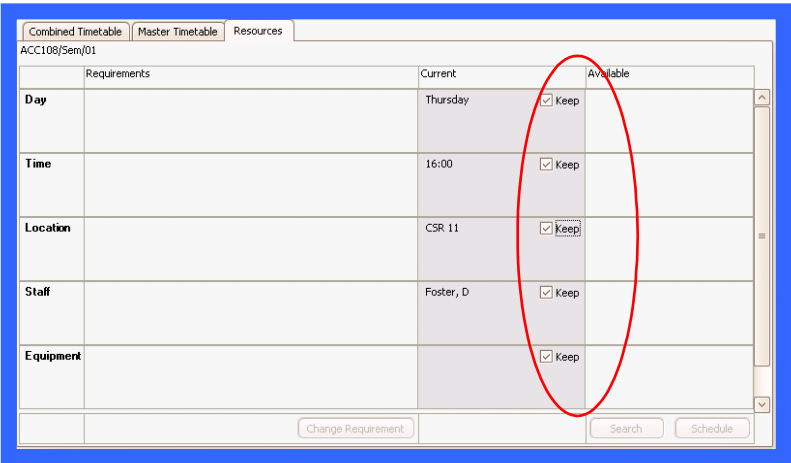 Combined Timetable Master Timetable Resources
ACC108/Sem/01
Requirements Current Available
Day Thursday Keep
Time 16:00 Keep
Location CSR 11 Keep
Staff Foster, D Keep
Equipment Keep
Change Requirement Search Schedule